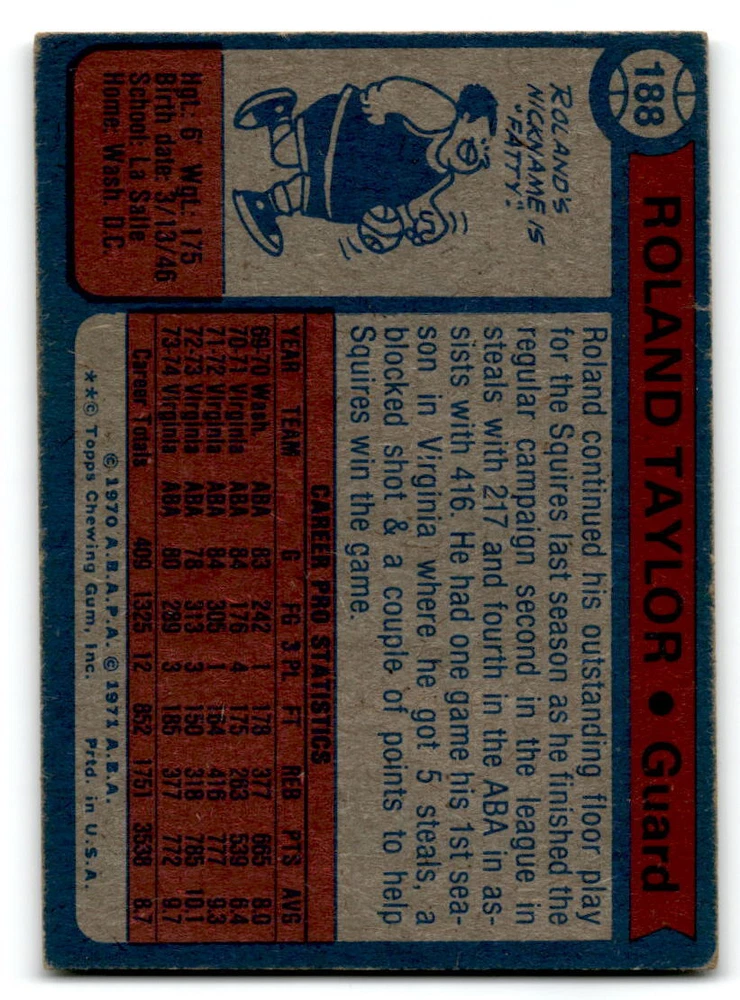 188
ROLAND TAYLOR • Guard
ROLAND'S
NICKNAME IS
"FATTY".
Hgt.: 6 Wgt.: 175
Birth date: 3/13/46
School: La Salle
Home: Wash. D.C.
Roland continued his outstanding floor play
for the Squires last season as he finished the
regular campaign second in the league in
steals with 217 and fourth in the ABA in as-
sists with 416. He had one game his 1st sea-
son in Virginia where he got 5 steals, a
blocked shot & a couple of points to help
Squires win the game.
CAREER PRO STATISTICS
YEAR TEAM G FG 3 PL FT REB PTS AVG
69-70 Wash. ABA 83 242 1 178 377 665 8.0
70-71 Virginia ABA 84 176 4 175 263 539 6.4
71-72 Virginia ABA 84 305 1 164 416 777 9.3
72-73 Virginia ABA 78 313 3 150 318 785 10.1
73-74 Virginia ABA 80 289 3 185 377 772 9.7
Career Totals 409 1325 12 852 1751 3538 8.7
© 1970 A.B.A.P.A. © 1971 A.B.A.
**© Topps Chewing Gum, Inc. Prtd. in U.S.A.